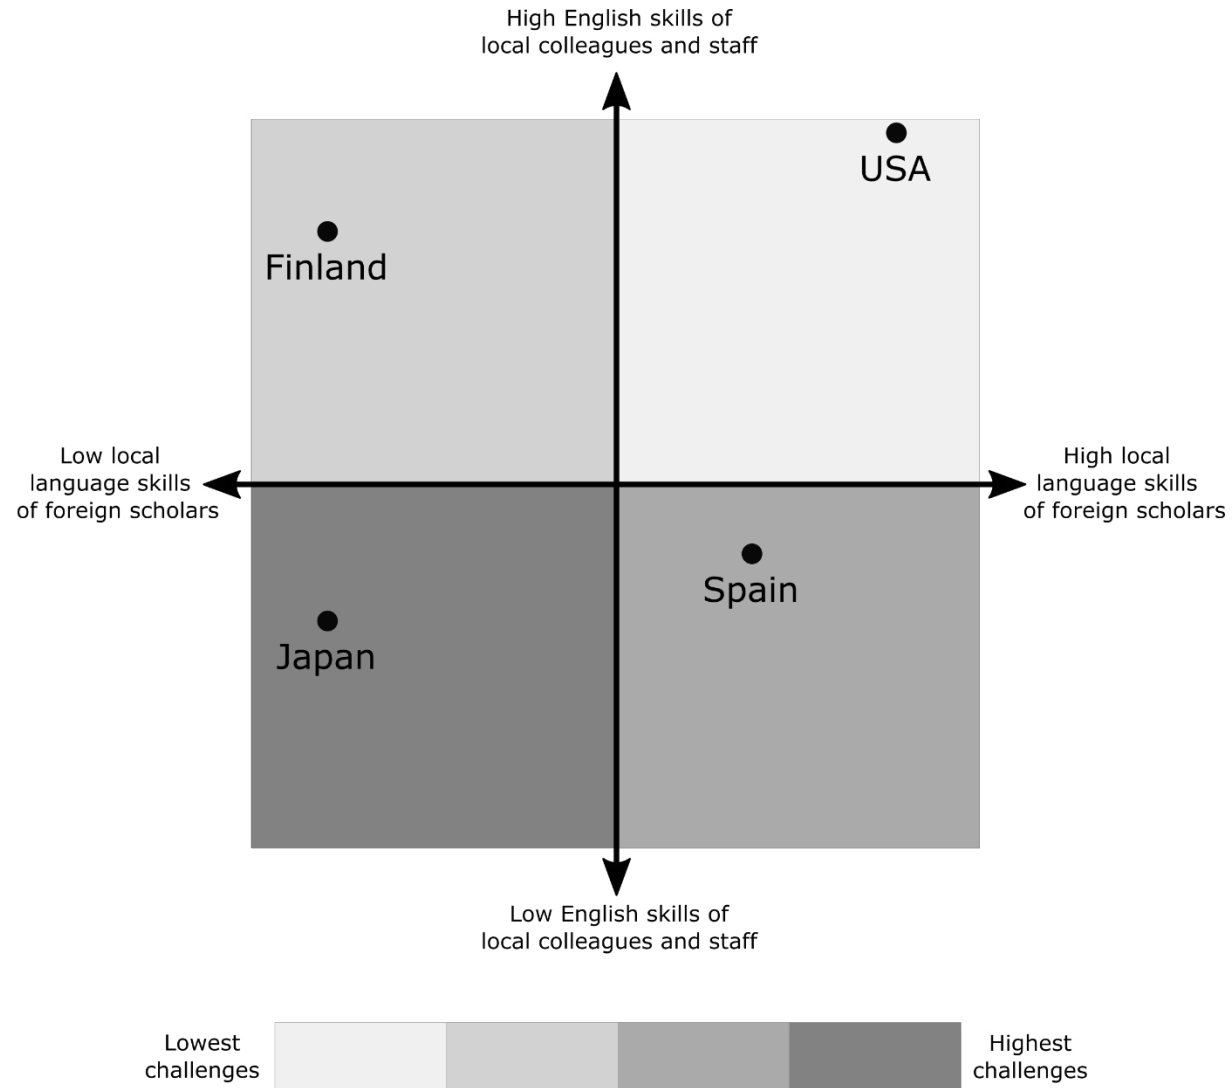 High English skills of
local colleagues and staff
USA
Finland
Low local
language skills
of foreign scholars
High local
language skills
of foreign scholars
Spain
Japan
Low English skills of
local colleagues and staff
Lowest
challenges
Highest
challenges